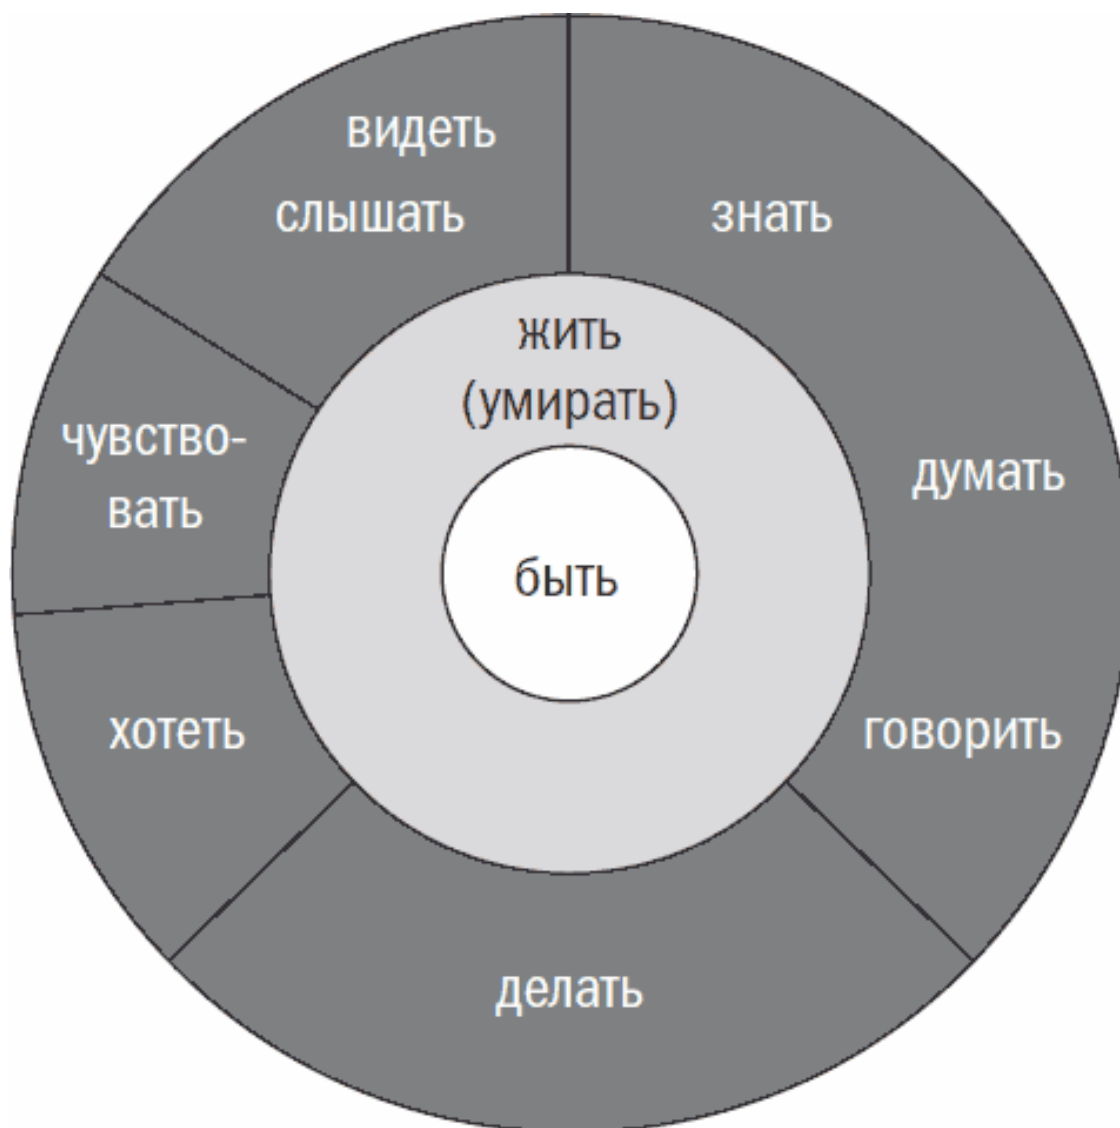 видеть
слышать
знать
жить
(умирать)
чувство-
вать
думать
быть
хотеть
говорить
делать